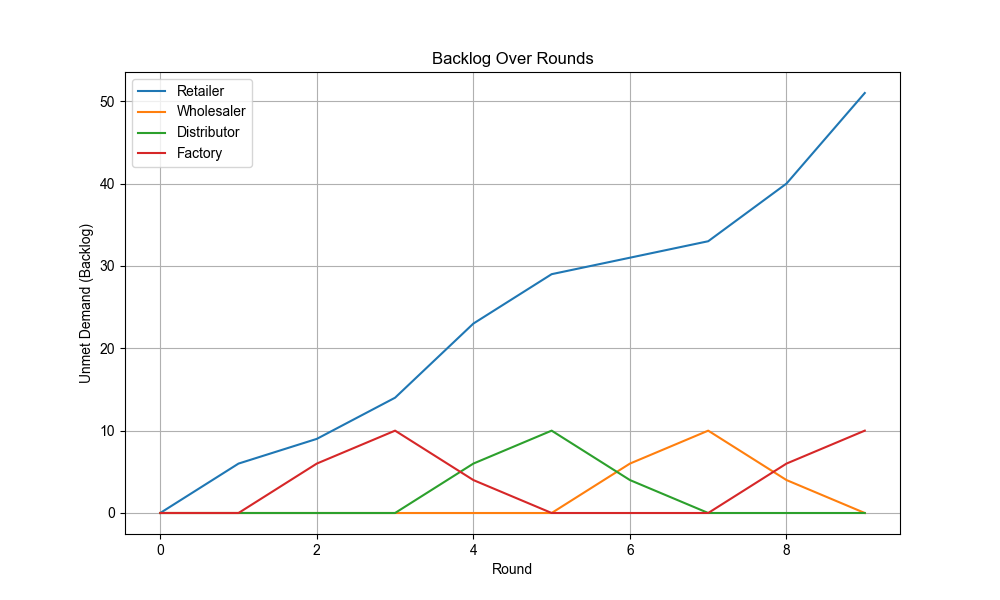 Backlog Over Rounds
Retailer
Wholesaler
Distributor
Factory
Unmet Demand (Backlog)
50
40
30
20
10
0
0 2 4 6 8
Round